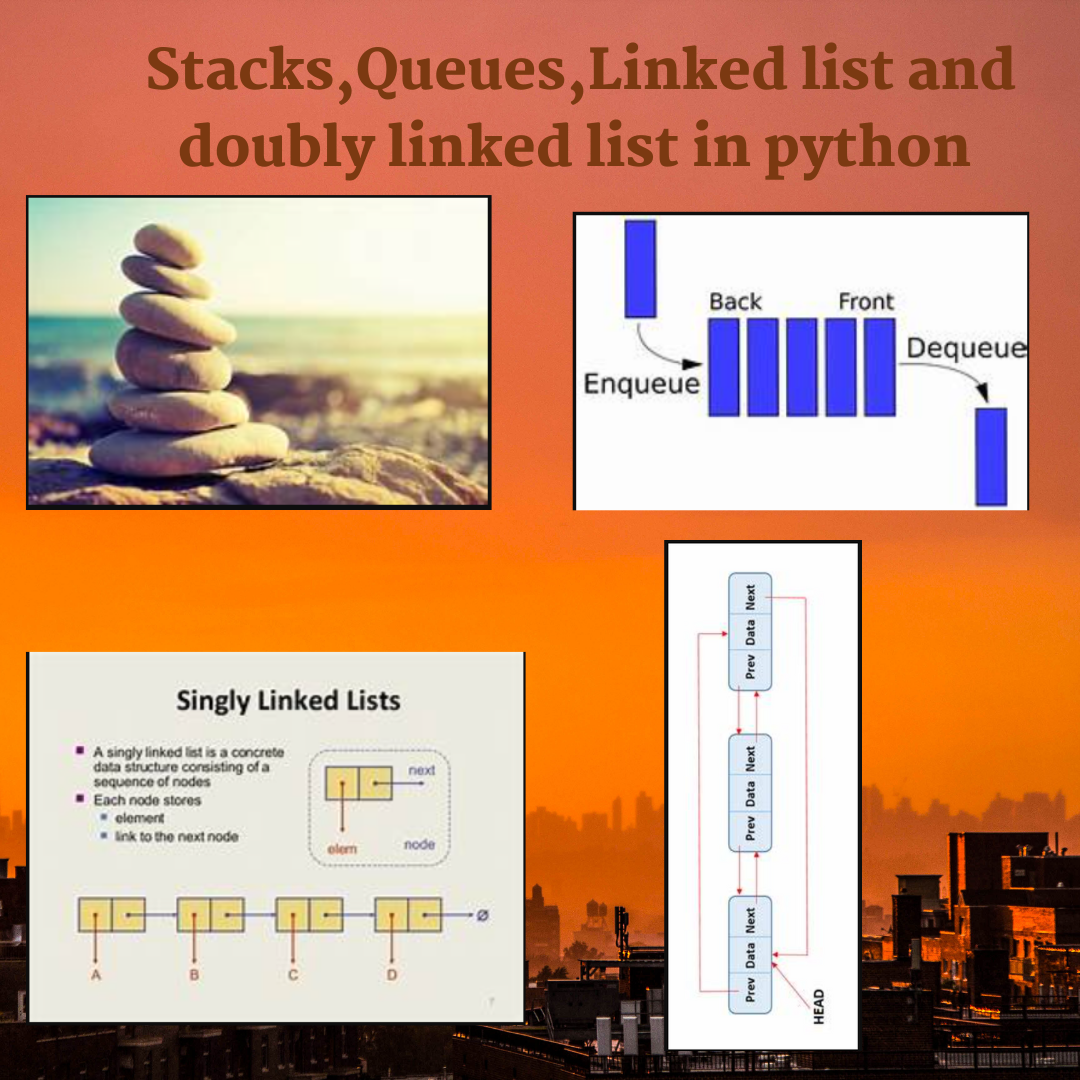 Stacks,Queues,Linked list and
doubly linked list in python
Back
Front
Enqueue
Dequeue
Singly Linked Lists
A singly linked list is a concrete
data structure consisting of a
sequence of nodes
Each node stores
element
link to the next node
next
elem
node
∅
A
B
C
D
Prev Data Next
Prev Data Next
Prev Data Next
HEAD